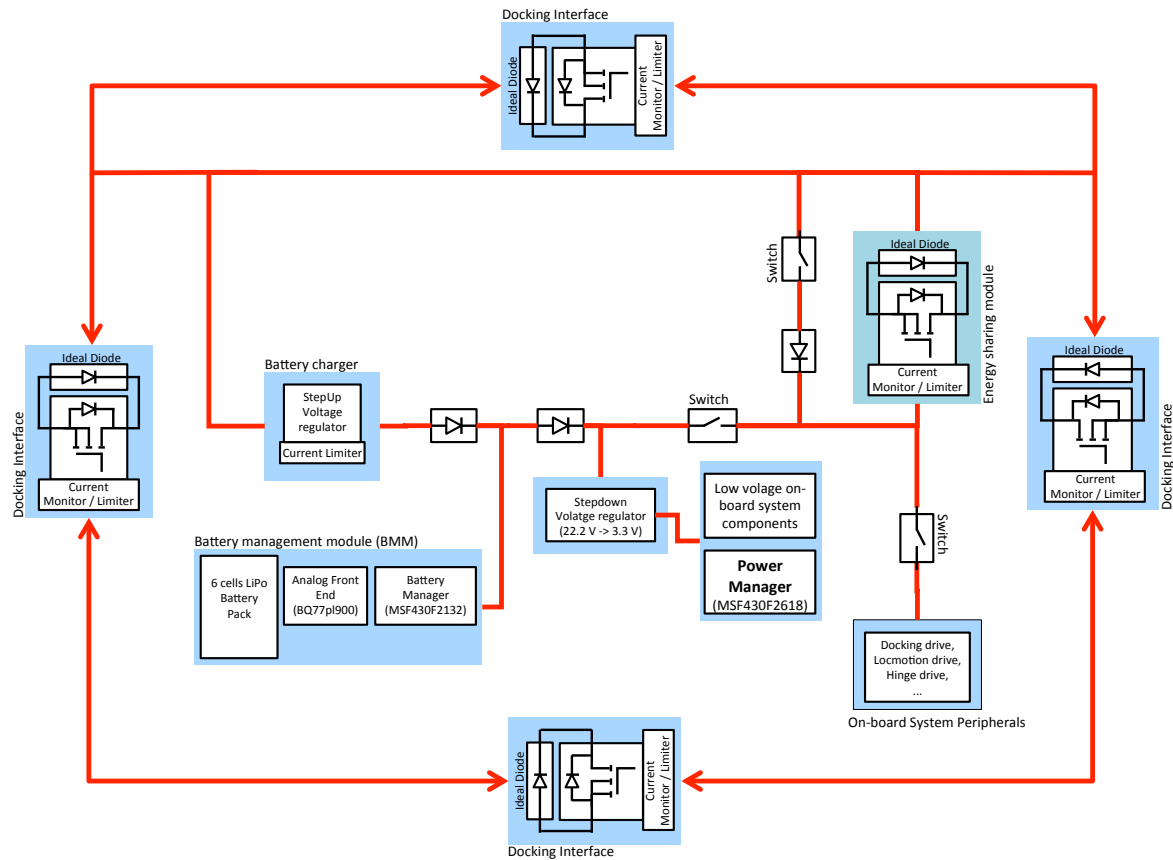 Docking Interface
Ideal Diode
Current
Monitor / Limiter
Switch
Ideal Diode
Current
Monitor / Limiter
Energy sharing module
Ideal Diode
Current
Monitor / Limiter
Docking Interface
Battery charger
StepUp
Voltage
regulator
Current Limiter
Switch
Ideal Diode
Current
Monitor / Limiter
Docking Interface
Stepdown
Volatge regulator
(22.2 V -> 3.3 V)
Low volage on-
board system
components
Power
Manager
(MSF430F2618)
Switch
Battery management module (BMM)
6 cells LiPo
Battery
Pack
Analog Front
End
(BQ77pl900)
Battery
Manager
(MSF430F2132)
Docking drive,
Locmotion drive,
Hinge drive,
...
On-board System Peripherals
Ideal Diode
Current
Monitor / Limiter
Docking Interface